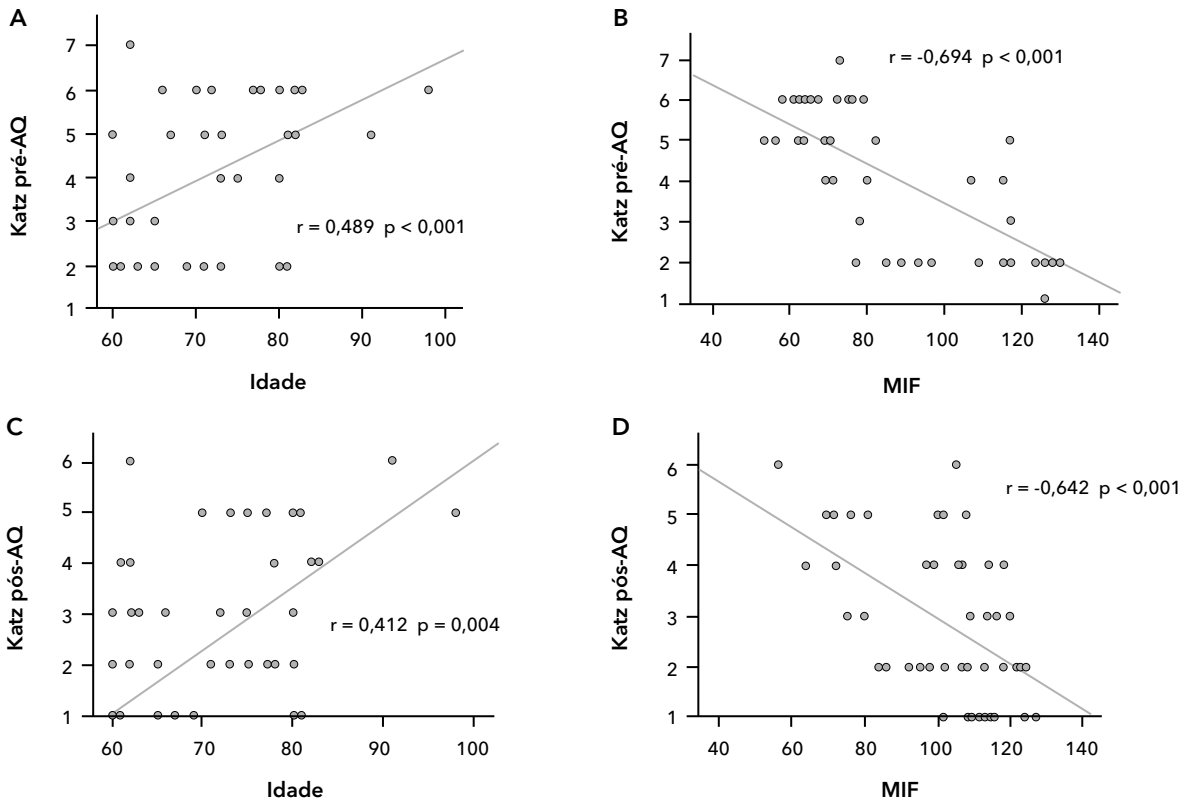 A
Katz pré-AQ
7
6
5
4
3
2
1
r = 0,489 p < 0,001
60 70 80 90 100
Idade
B
Katz pré-AQ
7
6
5
4
3
2
1
r = -0,694 p < 0,001
40 60 80 100 120 140
MIF
C
Katz pós-AQ
6
5
4
3
2
1
r = 0,412 p = 0,004
60 70 80 90 100
Idade
D
Katz pós-AQ
6
5
4
3
2
1
r = -0,642 p < 0,001
40 60 80 100 120 140
MIF